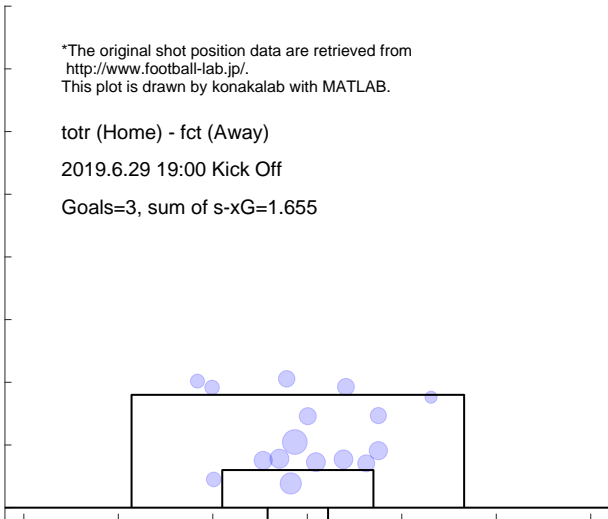 *The original shot position data are retrieved from
http://www.football-lab.jp/.
This plot is drawn by konakalab with MATLAB.
totr (Home) - fct (Away)
2019.6.29 19:00 Kick Off
Goals=3, sum of s-xG=1.655